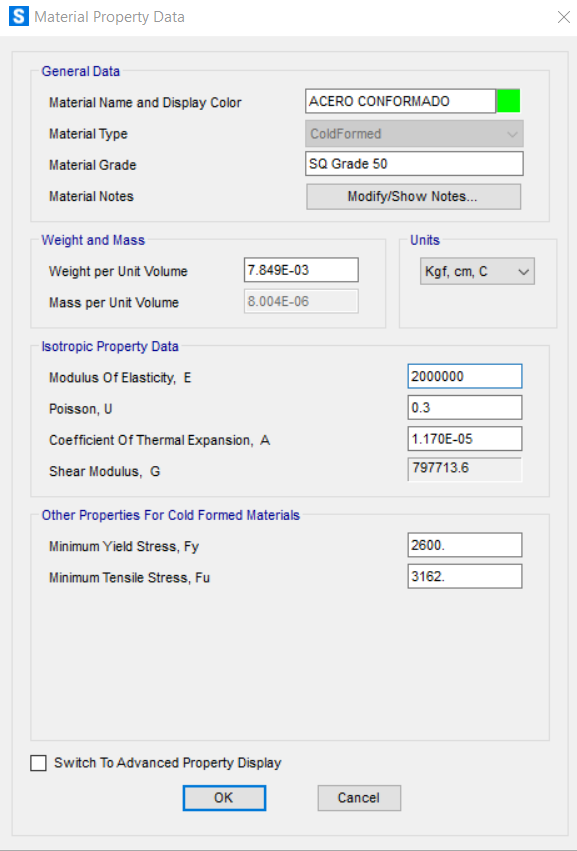 S Material Property Data
General Data
Material Name and Display Color ACERO CONFORMADO
Material Type ColdFormed
Material Grade SQ Grade 50
Material Notes Modify/Show Notes...
Weight and Mass Units
Weight per Unit Volume 7.849E-03 Kgf, cm, C
Mass per Unit Volume 8.004E-06
Isotropic Property Data
Modulus Of Elasticity, E 2000000
Poisson, U 0.3
Coefficient Of Thermal Expansion, A 1.170E-05
Shear Modulus, G 797713.6
Other Properties For Cold Formed Materials
Minimum Yield Stress, Fy 2600.
Minimum Tensile Stress, Fu 3162.
Switch To Advanced Property Display
OK Cancel